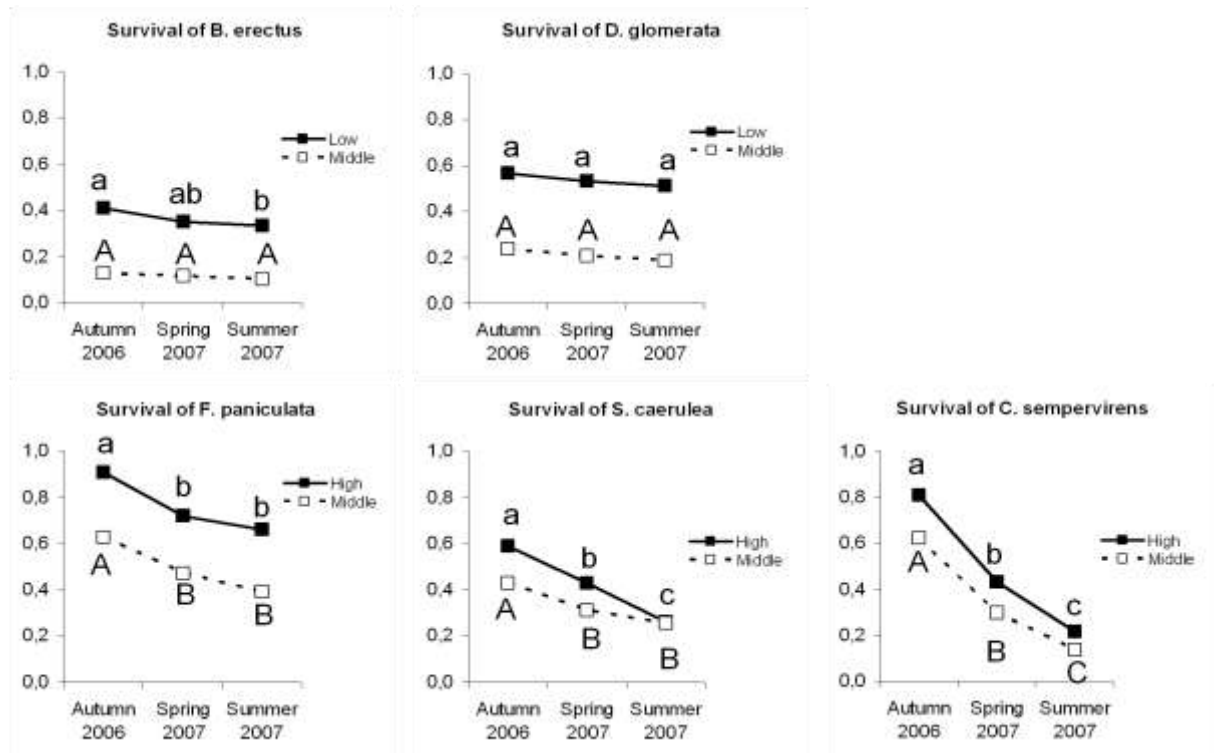 Survival of B. erectus
1,0
0,8
0,6
0,4
0,2
0,0
a
ab
b
A
A
A
Low
Middle
Autumn 2006
Spring 2007
Summer 2007
Survival of D. glomerata
1,0
0,8
0,6
0,4
0,2
0,0
a
a
a
A
A
A
Low
Middle
Autumn 2006
Spring 2007
Summer 2007
Survival of F. paniculata
1,0
0,8
0,6
0,4
0,2
0,0
a
b
b
A
B
B
High
Middle
Autumn 2006
Spring 2007
Summer 2007
Survival of S. caerulea
1,0
0,8
0,6
0,4
0,2
0,0
a
b
c
A
B
B
High
Middle
Autumn 2006
Spring 2007
Summer 2007
Survival of C. sempervirens
1,0
0,8
0,6
0,4
0,2
0,0
a
b
c
A
B
C
High
Middle
Autumn 2006
Spring 2007
Summer 2007